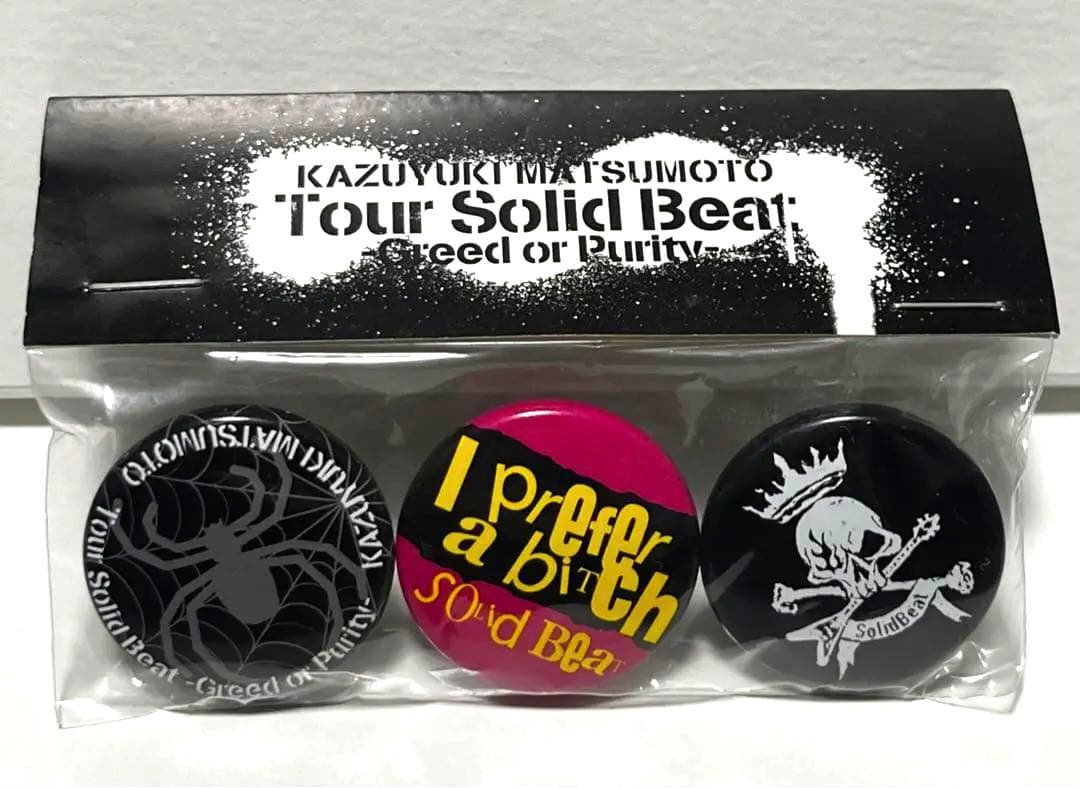 KAZUYUKI MATSUMOTO
Tour Solid Beat
-Greed or Purity-
KAZUYUKI MATSUMOTO
Tour Solid Beat -Greed or Purity-
I prefer
a bitch
SOLid BeaT
SolidBeat